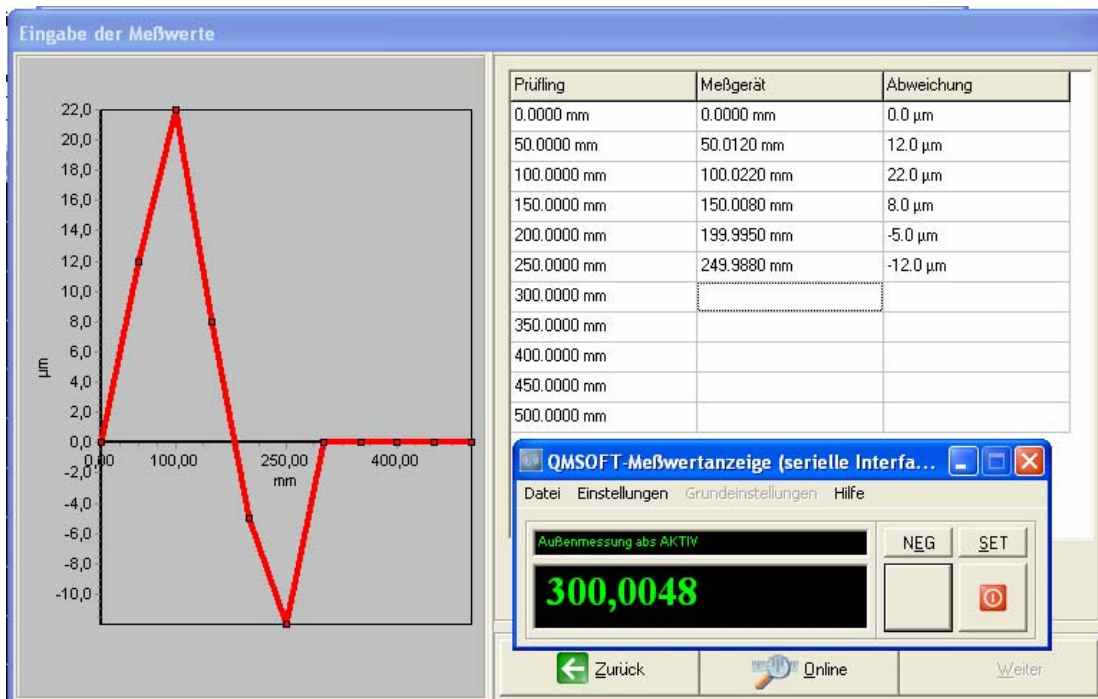 Eingabe der Meßwerte
22,0
20,0
18,0
16,0
14,0
12,0
10,0
8,0
6,0
4,0
2,0
0,0
-2,0
-4,0
-6,0
-8,0
-10,0
µm
0,00 100,00 250,00 400,00
mm
Prüfling Meßgerät Abweichung
0.0000 mm 0.0000 mm 0.0 µm
50.0000 mm 50.0120 mm 12.0 µm
100.0000 mm 100.0220 mm 22.0 µm
150.0000 mm 150.0080 mm 8.0 µm
200.0000 mm 199.9950 mm -5.0 µm
250.0000 mm 249.9880 mm -12.0 µm
300.0000 mm
350.0000 mm
400.0000 mm
450.0000 mm
500.0000 mm
QMSOFT-Meßwertanzeige (serielle Interfa...
Datei Einstellungen Grundeinstellungen Hilfe
Außenmessung abs AKTIV
NEG SET
300,0048
Zurück Online Weiter